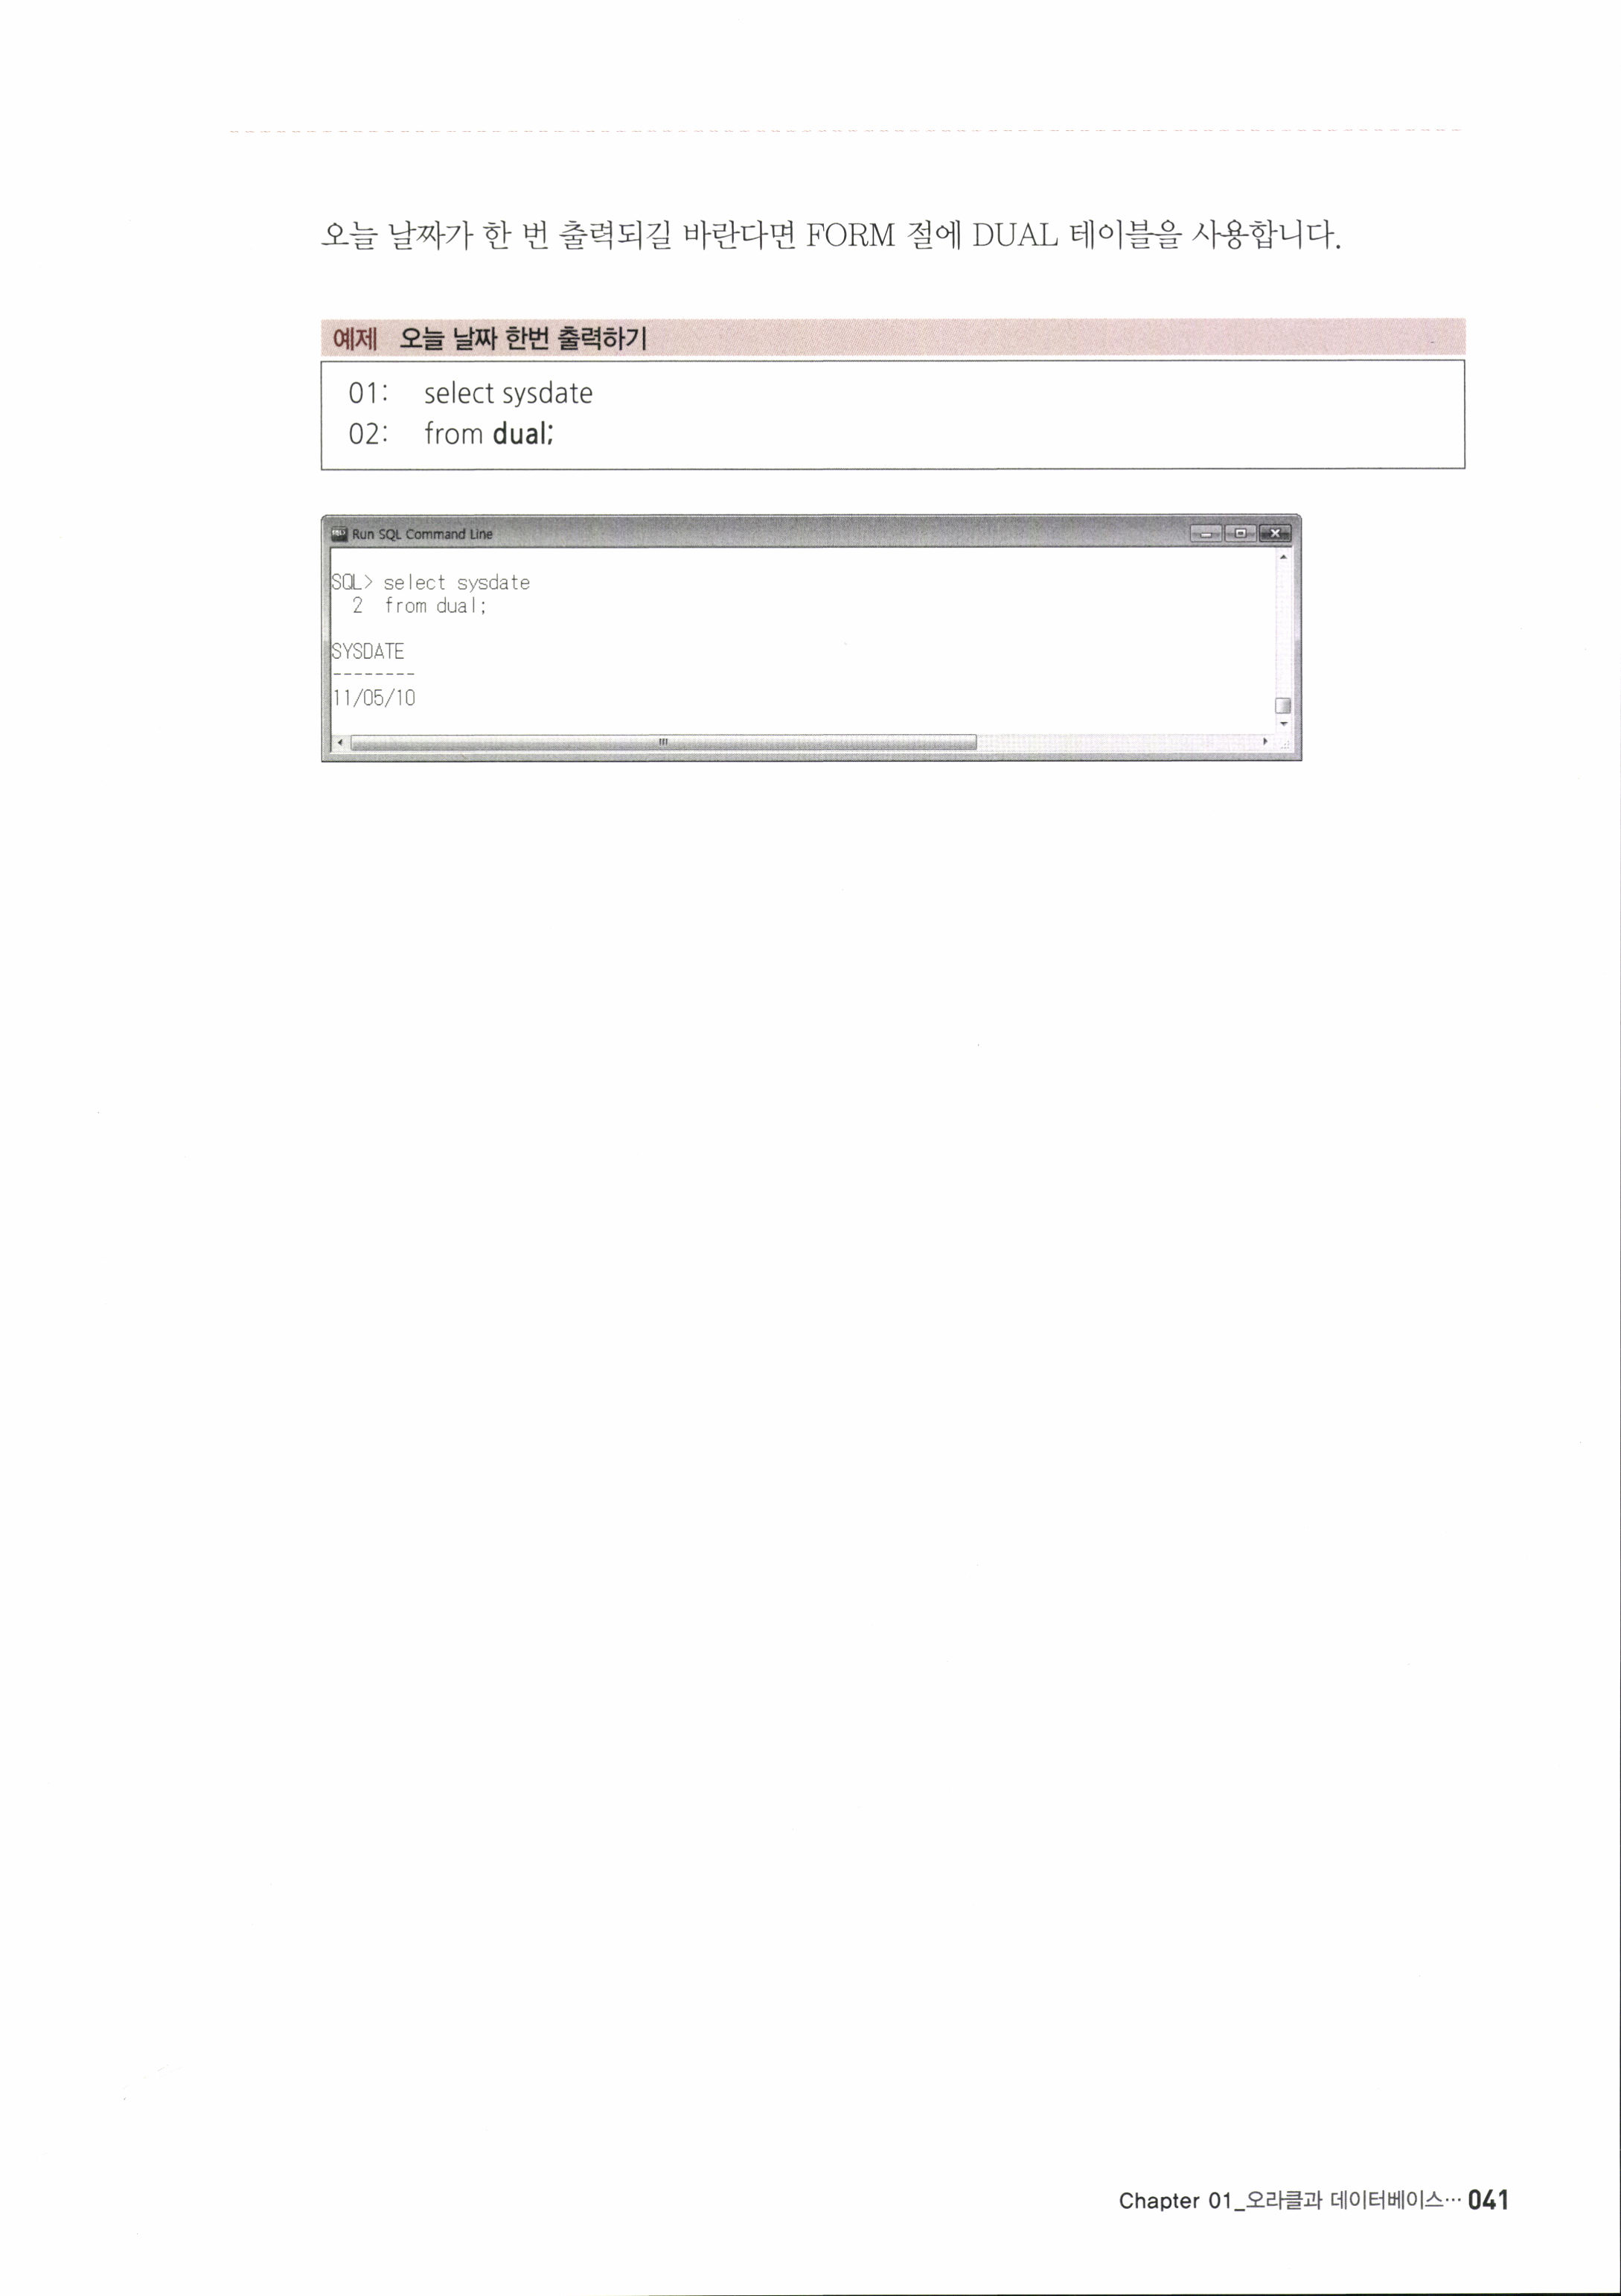 오늘 날짜가 한 번 출력되길 바란다면 FORM 절에 DUAL 테이블을 사용합니다.
예제 오늘 날짜 한번 출력하기
01: select sysdate
02: from dual;
Run SQL Command Line
SQL> select sysdate
2 from dual;
SYSDATE
--------
11/05/10
Chapter 01_오라클과 데이터베이스… 041